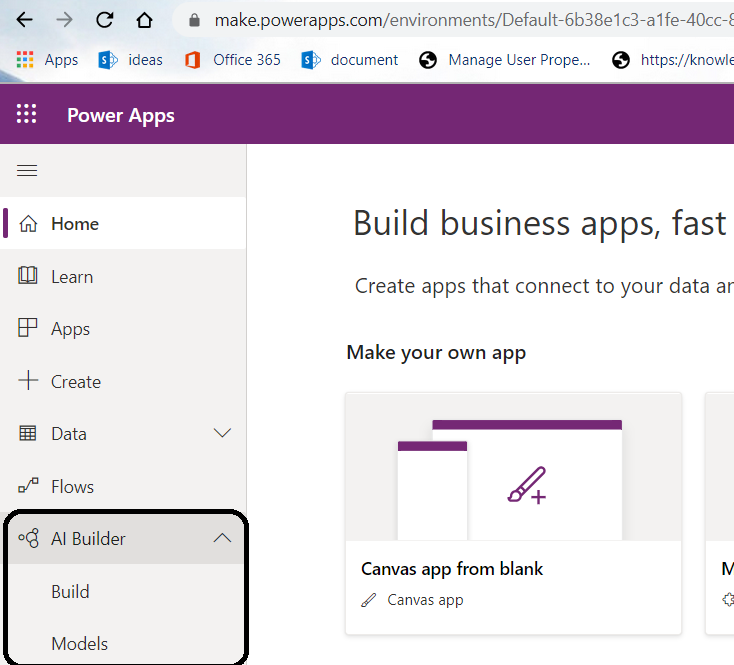 make.powerapps.com/environments/Default-6b38e1c3-a1fe-40cc-8
Apps ideas Office 365 document Manage User Prope... https://knowle
Power Apps
Home
Learn
Apps
Create
Data
Flows
AI Builder
Build
Models
Build business apps, fast
Create apps that connect to your data an
Make your own app
Canvas app from blank
Canvas app
M